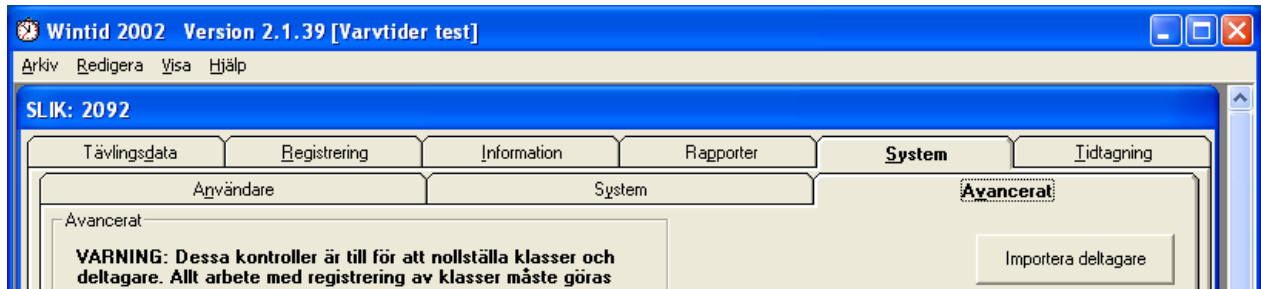 Wintid 2002 Version 2.1.39 [Varvtider test]
Arkiv Redigera Visa Hjälp
SLIK: 2092
Tävlingsdata Registrering Information Rapporter System Tidtagning
Användare System Avancerat
Avancerat
VARNING: Dessa kontroller är till för att nollställa klasser och
deltagare. Allt arbete med registrering av klasser måste göras
Importera deltagare